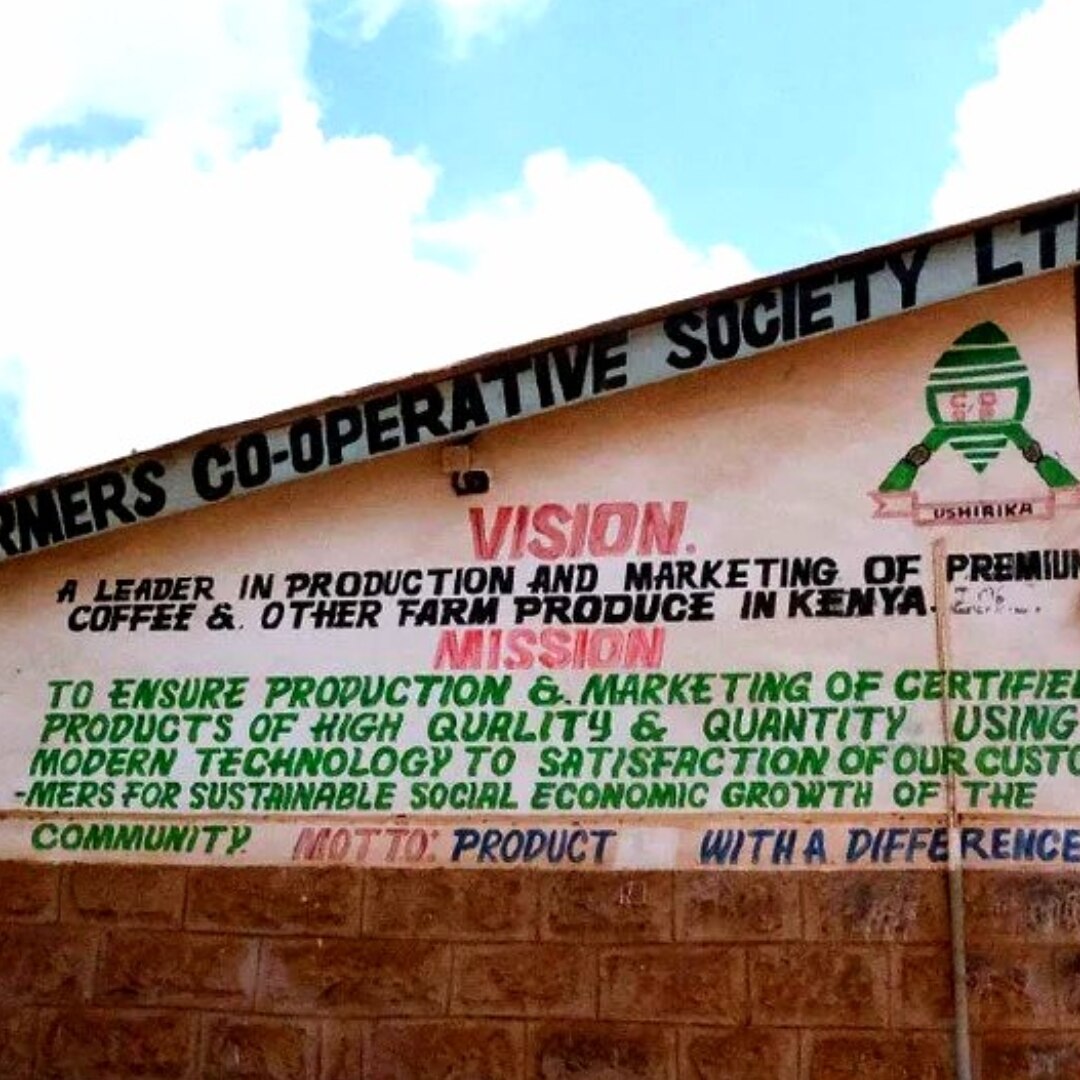 RMERS CO-OPERATIVE SOCIETY LT
USHIRIKA
VISION.
A LEADER IN PRODUCTION AND MARKETING OF PREMIUM
COFFEE & OTHER FARM PRODUCE IN KENYA.
MISSION
TO ENSURE PRODUCTION & MARKETING OF CERTIFIE
PRODUCTS OF HIGH QUALITY & QUANTITY USING
MODERN TECHNOLOGY TO SATISFACTION OF OUR CUSTO
-MERS FOR SUSTAINABLE SOCIAL ECONOMIC GROWTH OF THE
COMMUNITY. MOTTO: PRODUCT WITH A DIFFERENCE